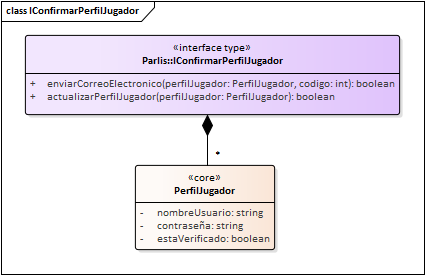 class IConfirmarPerfilJugador
«interface type»
Parlis::IConfirmarPerfilJugador
+ enviarCorreoElectronico(perfilJugador: PerfilJugador, codigo: int): boolean
+ actualizarPerfilJugador(perfilJugador: PerfilJugador): boolean
*
«core»
PerfilJugador
- nombreUsuario: string
- contraseña: string
- estaVerificado: boolean